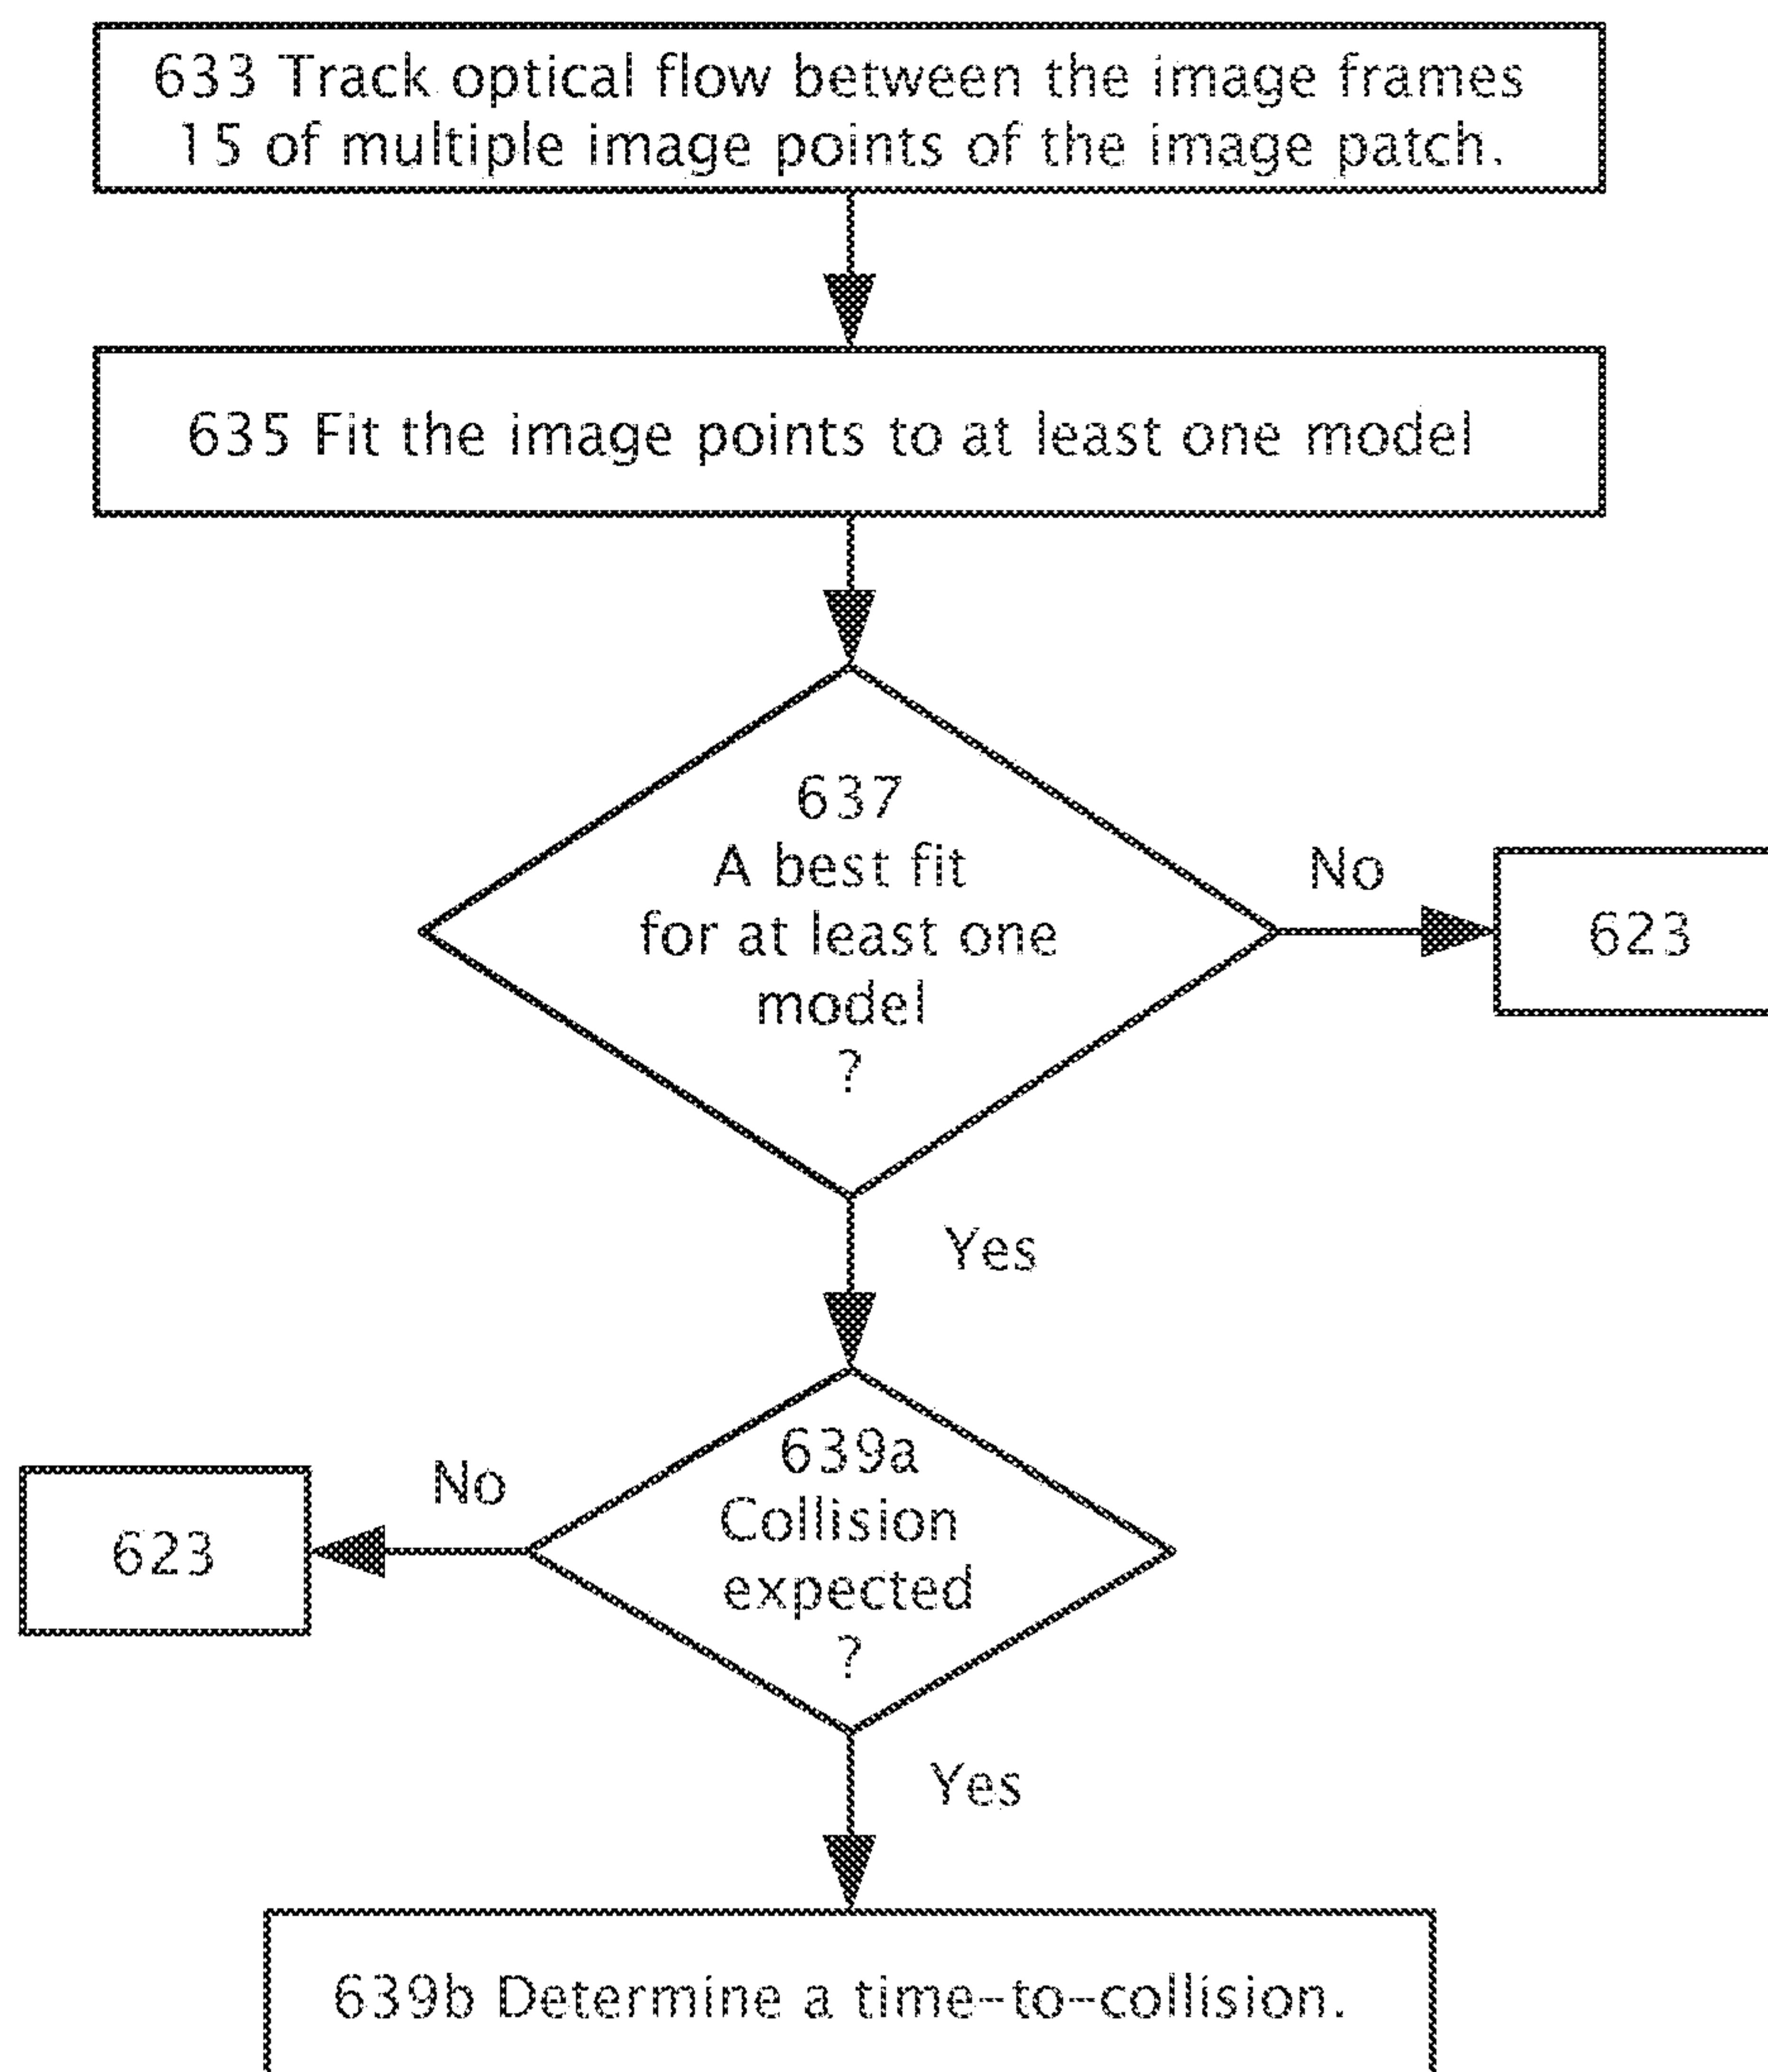 633 Track optical flow between the image frames
15 of multiple image points of the image patch.
635 Fit the image points to at least one model
637
A best fit
for at least one
model
?
No
623
Yes
639a
Collision
expected
?
No
623
Yes
639b Determine a time-to-collision.